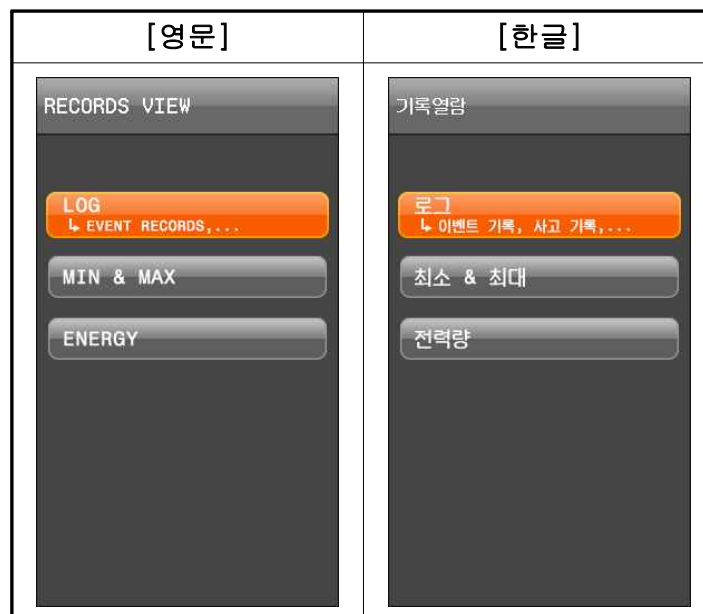 [영문]
[한글]
RECORDS VIEW
LOG
↳ EVENT RECORDS,...
MIN & MAX
ENERGY
기록열람
로그
↳ 이벤트 기록, 사고 기록,...
최소 & 최대
전력량